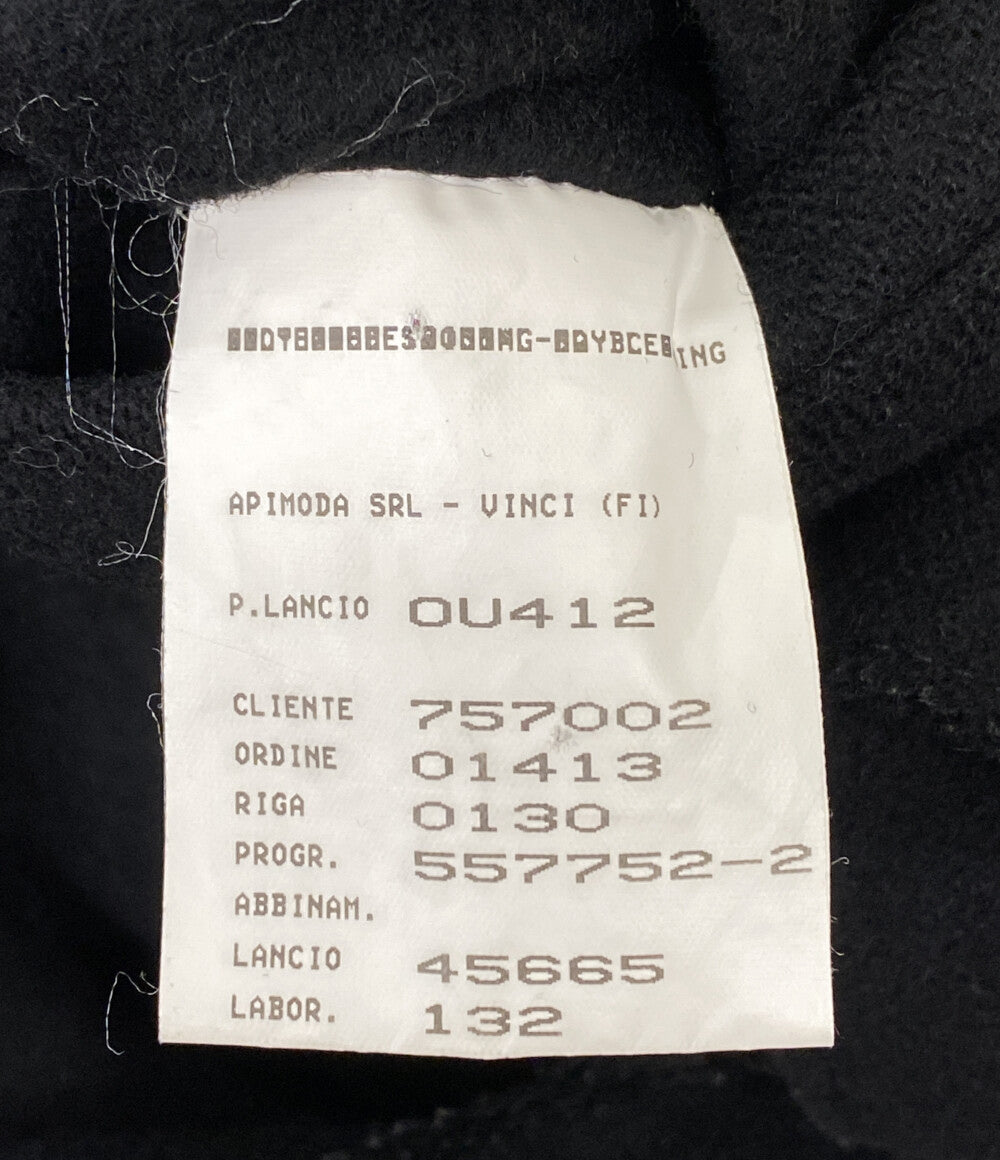 APIMODA SRL - VINCI (FI)
P.LANCIO 0U412
CLIENTE 757002
ORDINE 01413
RIGA 0130
PROGR. 557752-2
ABBINAM.
LANCIO 45665
LABOR. 132